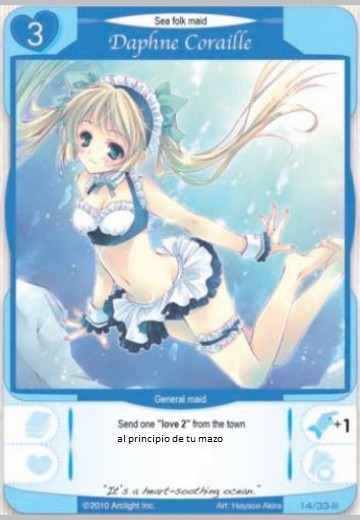 3
Sea folk maid
Daphne Coraille
General maid
Send one "love 2" from the town
al principio de tu mazo
+1
"It's a heart-soothing ocean."
©2010 Arclight Inc.
Art: Hayase Akira
14/33-III